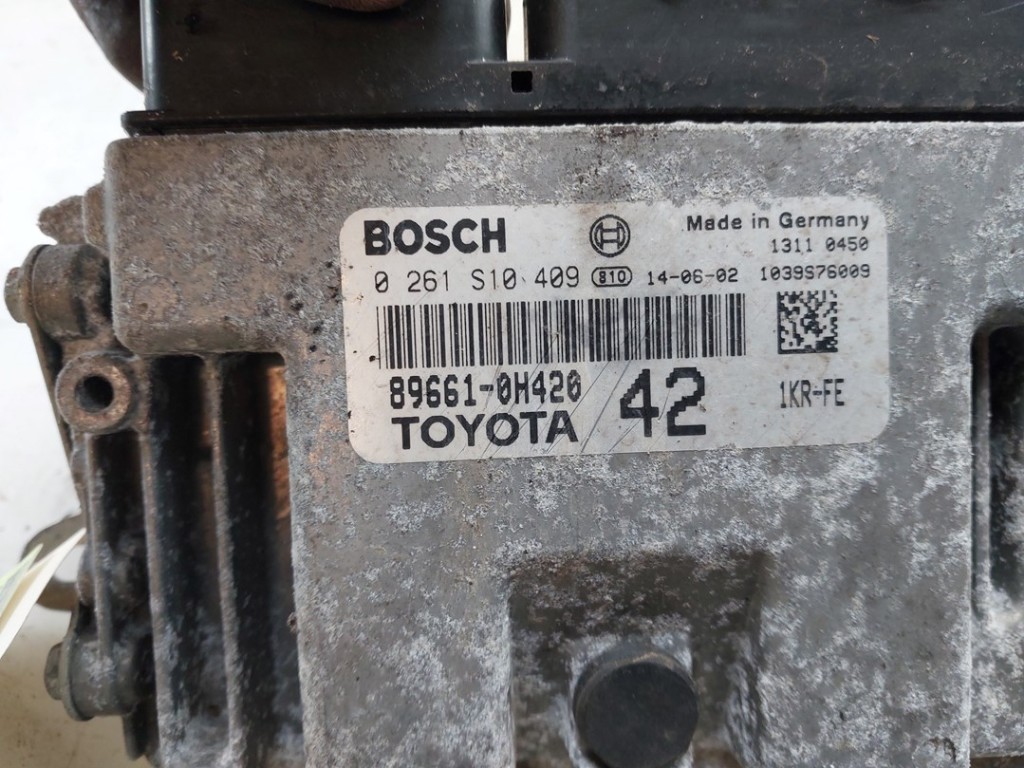 BOSCH Made in Germany
1311 0450
0 261 S10 409 810 14-06-02 1039S76009
89661-0H420 42 1KR-FE
TOYOTA